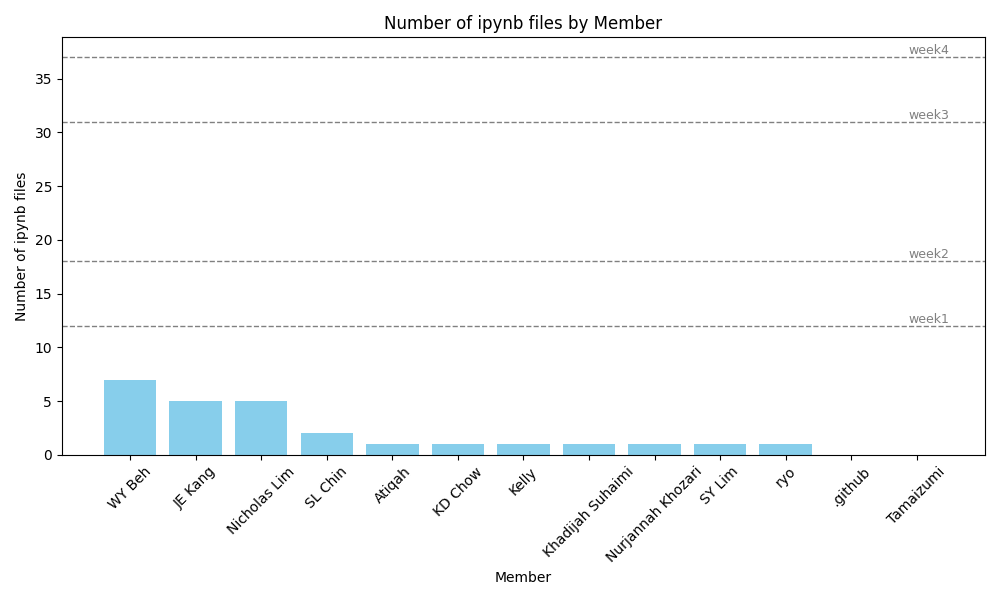 Number of ipynb files by Member
Number of ipynb files
35
30
25
20
15
10
5
0
week4
week3
week2
week1
WY Beh
JE Kang
Nicholas Lim
SL Chin
Atiqah
KD Chow
Kelly
Khadijah Suhaimi
Nurjannah Khozari
SY Lim
ryo
.github
Tamaizumi
Member